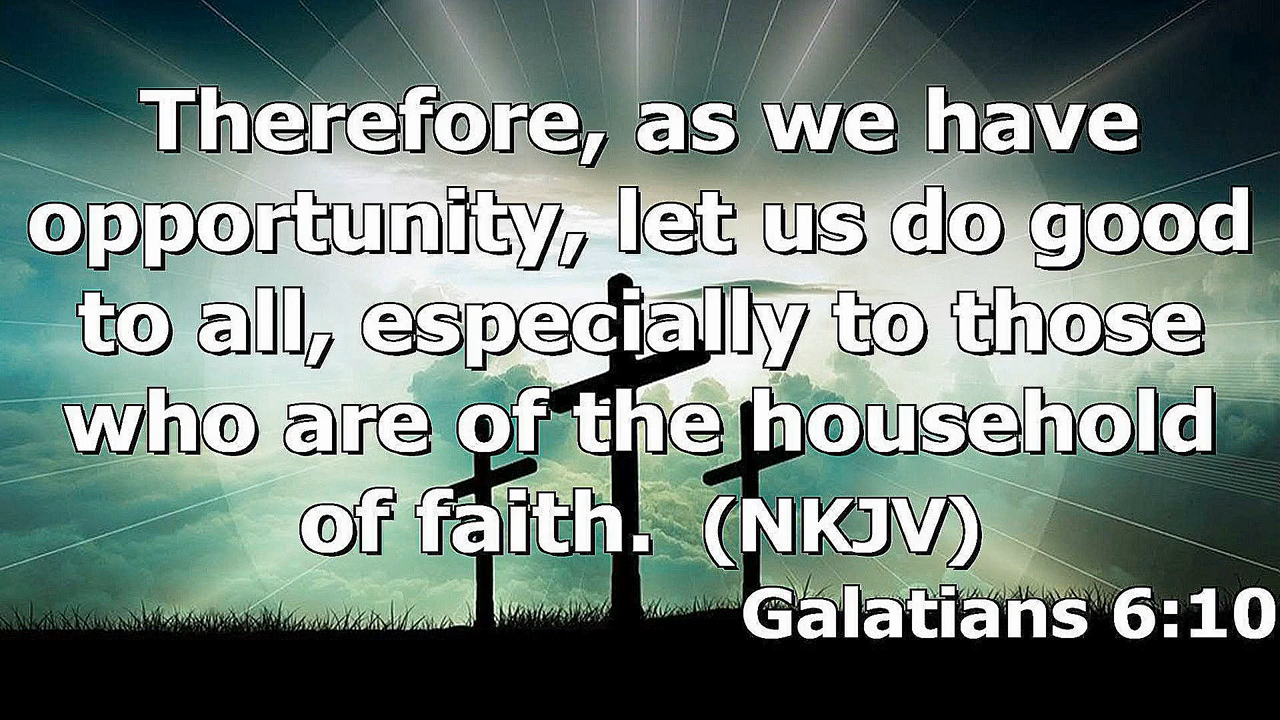 Therefore, as we have
opportunity, let us do good
to all, especially to those
who are of the household
of faith. (NKJV)
Galatians 6:10